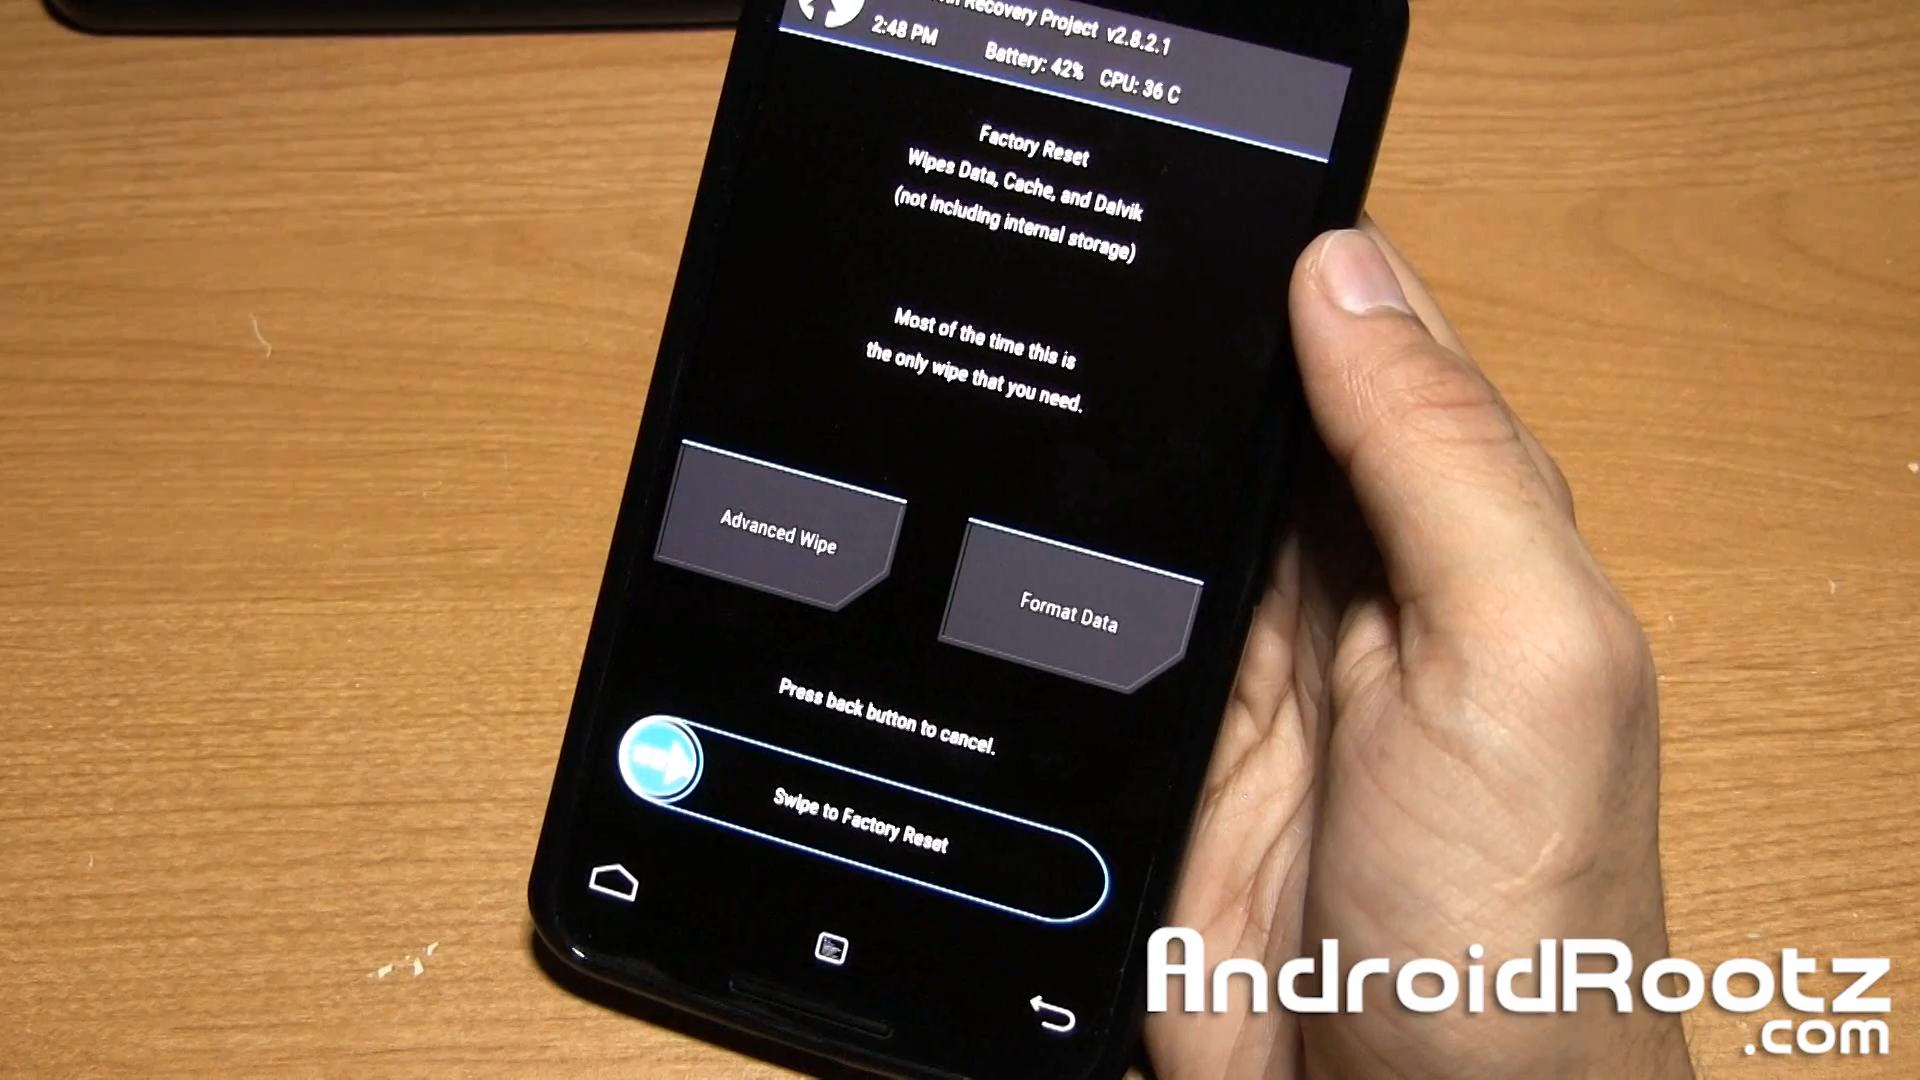 Recovery Project v2.8.2.1
2:48 PM Battery: 42% CPU: 36 C
Factory Reset
Wipes Data, Cache, and Dalvik
(not including internal storage)
Most of the time this is
the only wipe that you need.
Advanced Wipe
Format Data
Press back button to cancel.
Swipe to Factory Reset
AndroidRootz
.com